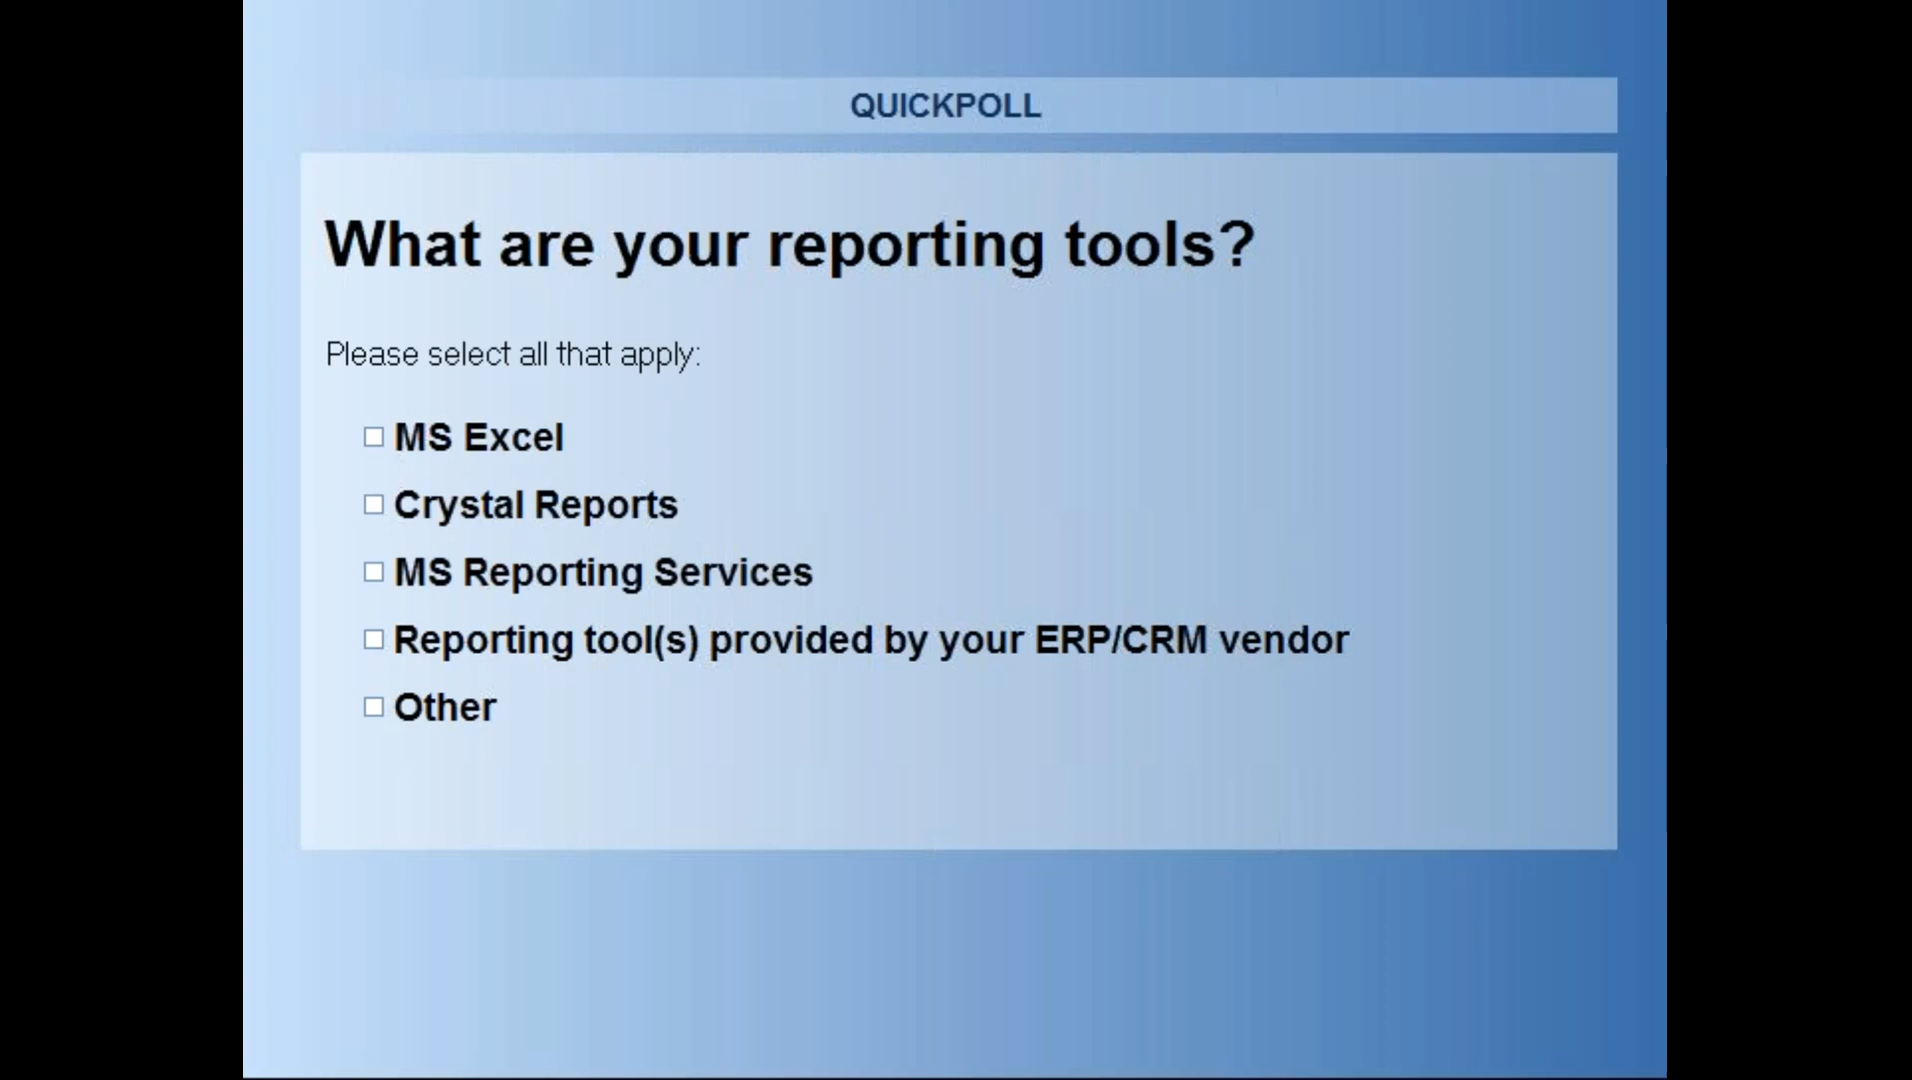 QUICKPOLL
What are your reporting tools?
Please select all that apply:
MS Excel
Crystal Reports
MS Reporting Services
Reporting tool(s) provided by your ERP/CRM vendor
Other